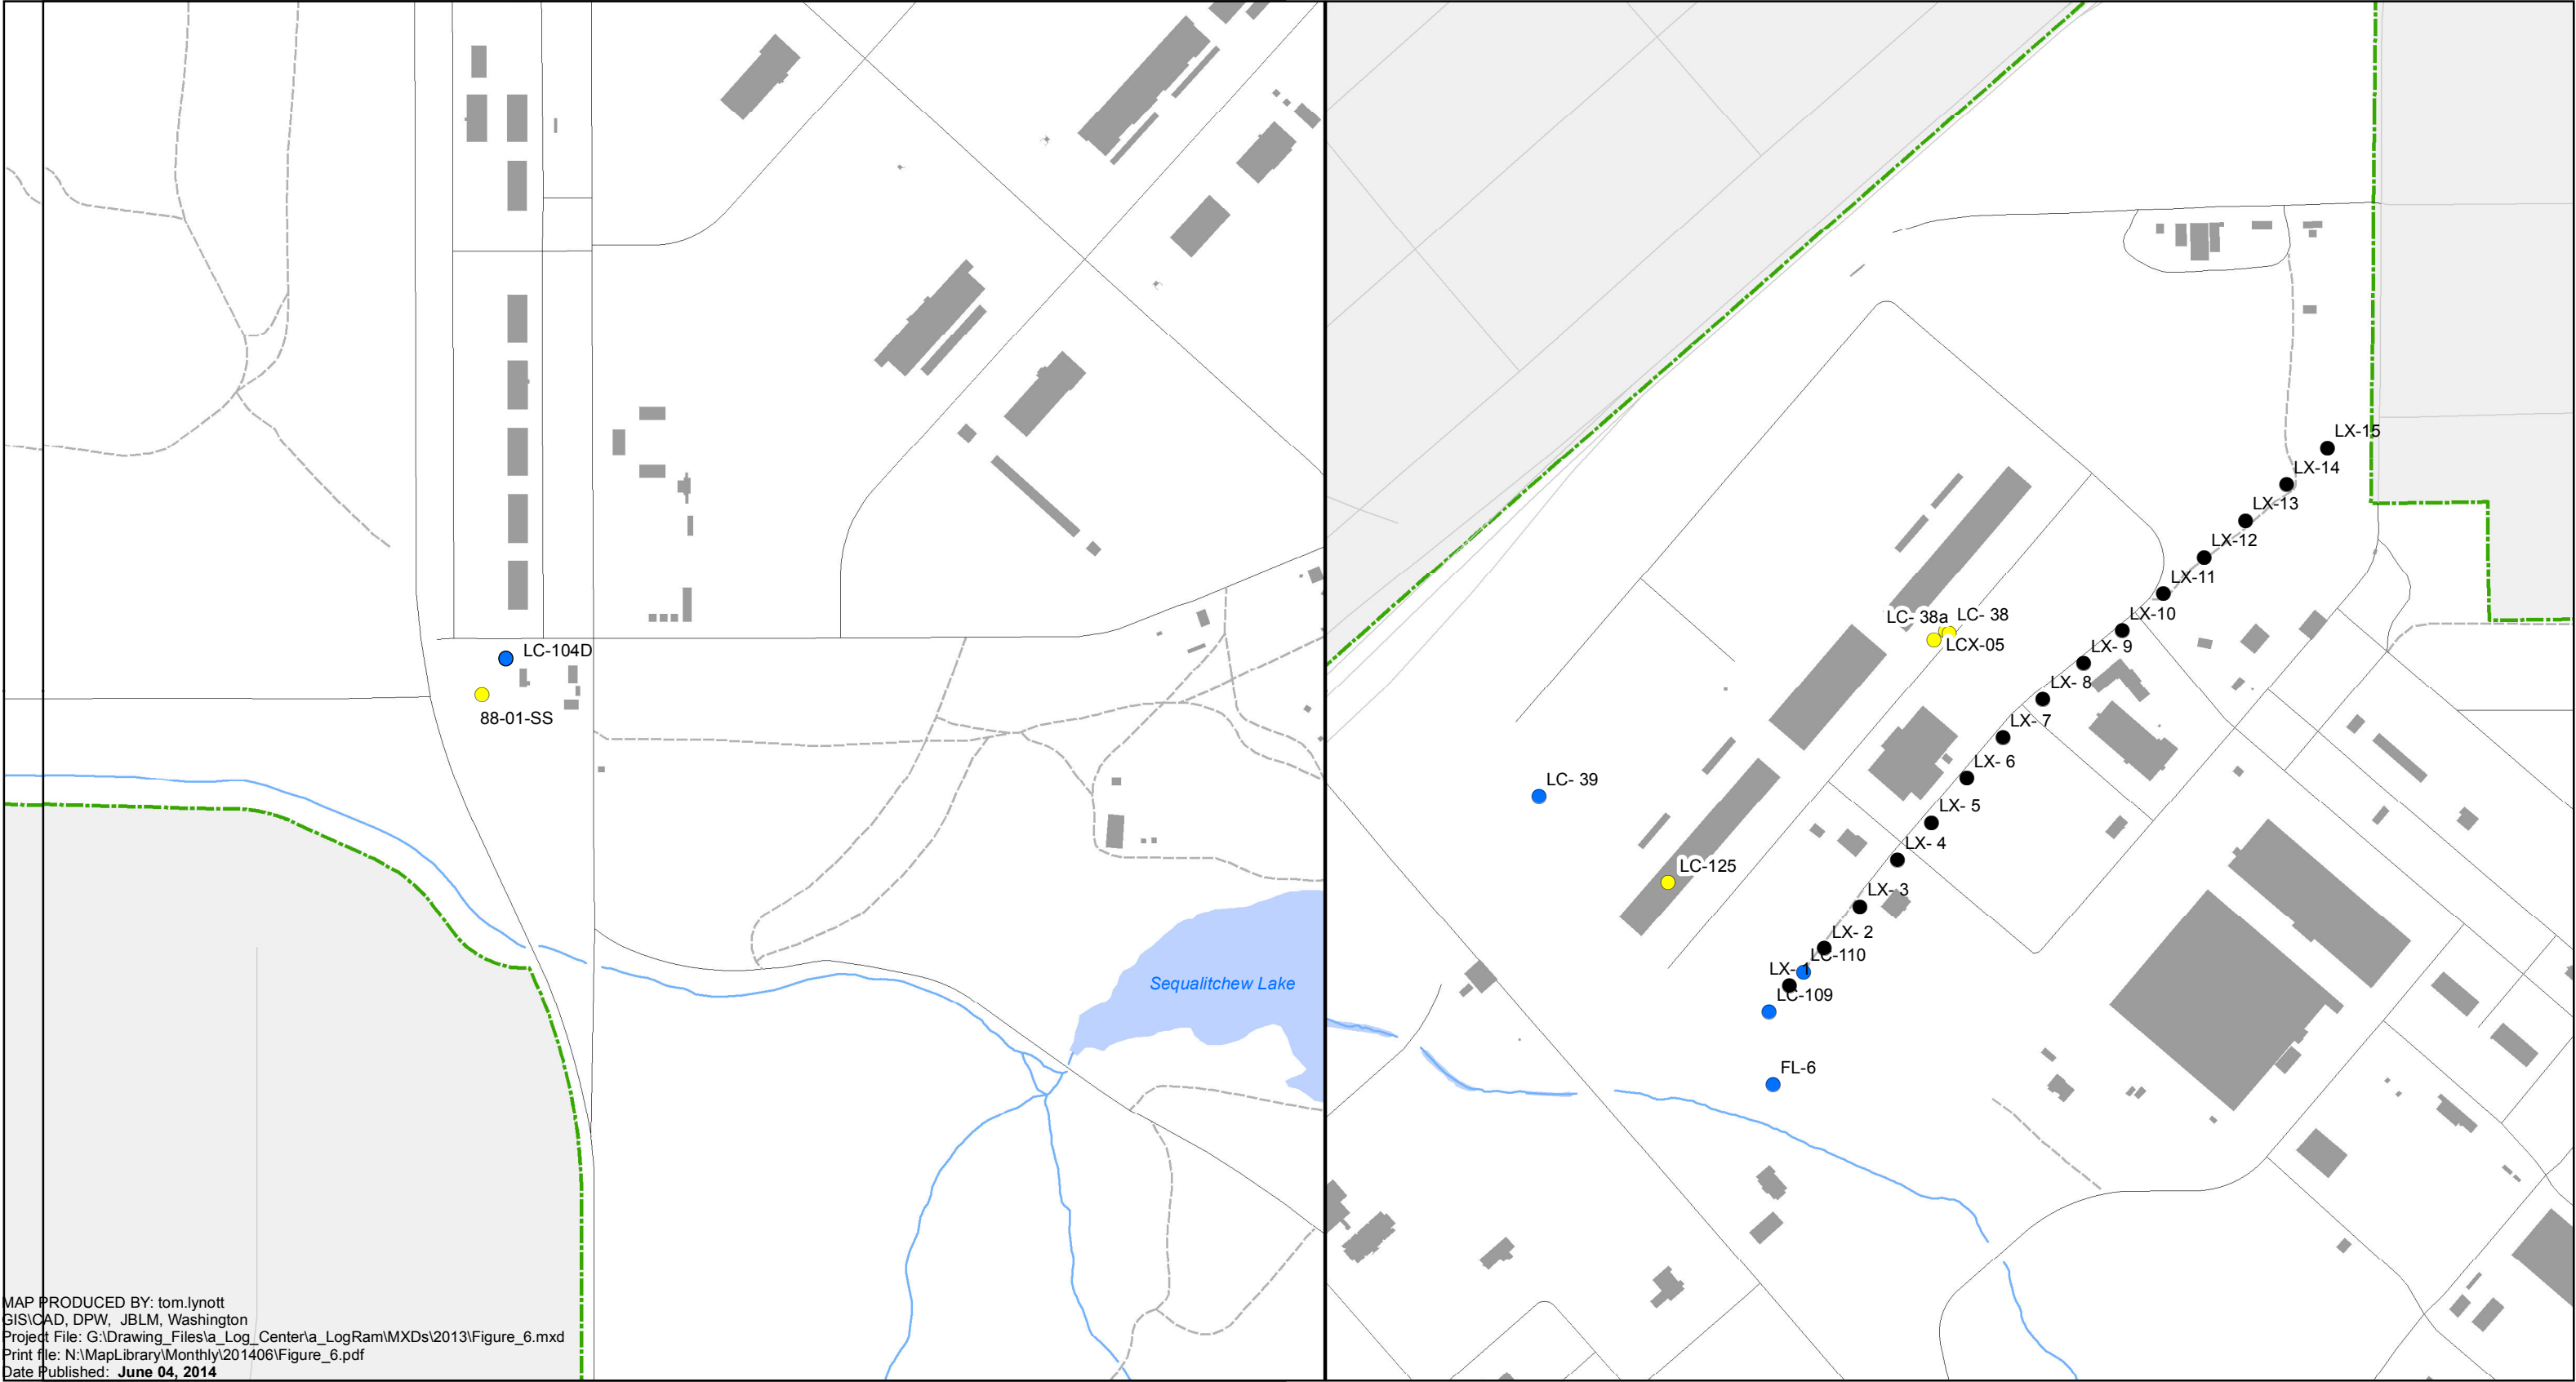 LC-104D
88-01-SS
Sequalitchew Lake
MAP PRODUCED BY: tom.lynott
GIS\CAD, DPW, JBLM, Washington
Project File: G:\Drawing_Files\a_Log_Center\a_LogRam\MXDs\2013\Figure_6.mxd
Print file: N:\MapLibrary\Monthly\201406\Figure_6.pdf
Date Published: June 04, 2014
LX-15
LX-14
LX-13
LX-12
LX-11
LX-10
LC- 38a
LC- 38
LCX-05
LX- 9
LX- 8
LX- 7
LX- 6
LC- 39
LX- 5
LX- 4
LC-125
LX- 3
LX- 2
LC-110
LX- 1
LC-109
FL-6